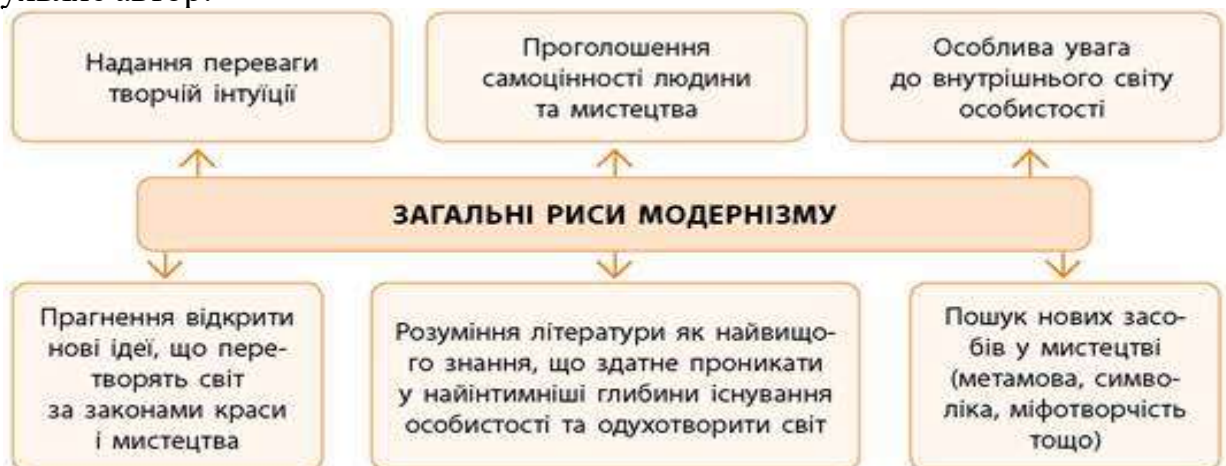 автор.
Надання переваги
творчій інтуїції
Проголошення
самоцінності людини
та мистецтва
Особлива увага
до внутрішнього світу
особистості
ЗАГАЛЬНІ РИСИ МОДЕРНІЗМУ
Прагнення відкрити
нові ідеї, що пере-
творять світ
за законами краси
і мистецтва
Розуміння літератури як найвищо-
го знання, що здатне проникати
у найінтимніші глибини існування
особистості та одухотворити світ
Пошук нових засо-
бів у мистецтві
(метамова, симво-
ліка, міфотворчість
тощо)